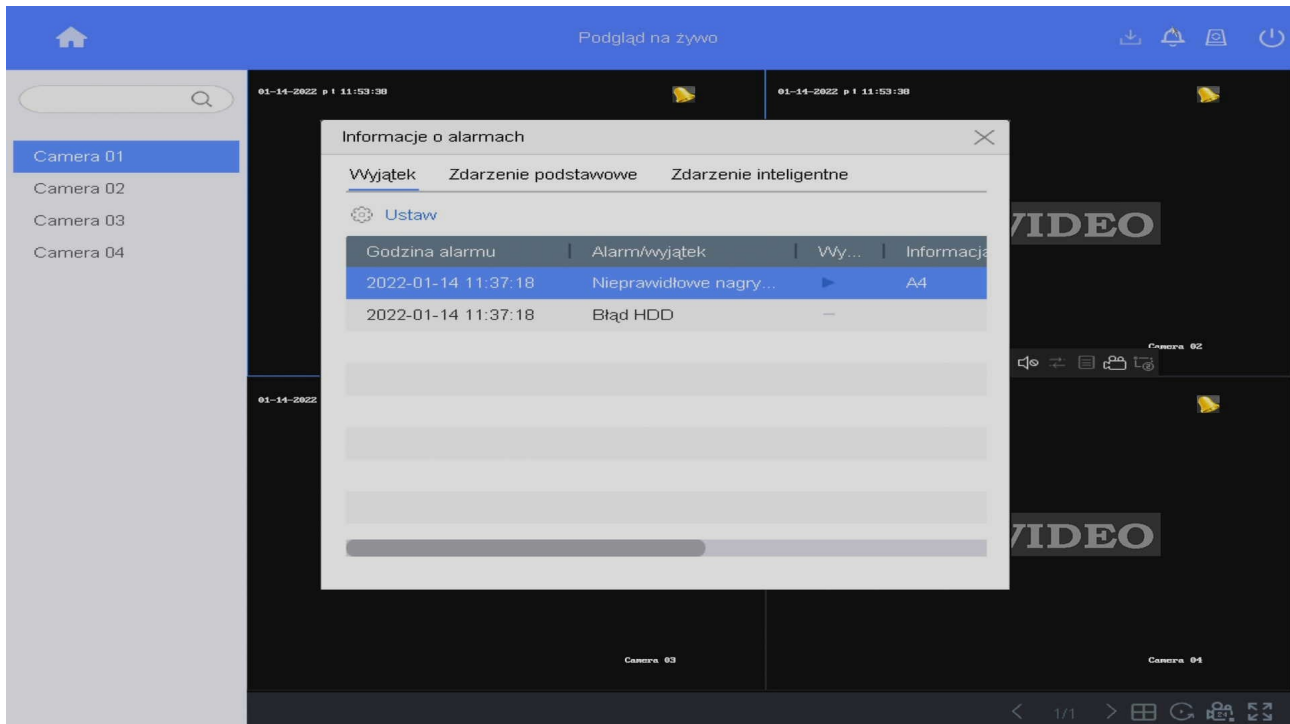 Podgląd na żywo
01-14-2022 p t 11:53:38
01-14-2022 p t 11:53:38
Camera 01
Camera 02
Camera 03
Camera 04
Informacje o alarmach
Wyjątek Zdarzenie podstawowe Zdarzenie inteligentne
Ustaw
Godzina alarmu Alarm/wyjątek Wy... Informacja
2022-01-14 11:37:18 Nieprawidłowe nagry... A4
2022-01-14 11:37:18 Błąd HDD —
VIDEO
Camera 02
01-14-2022
VIDEO
Camera 03
Camera 04
1/1